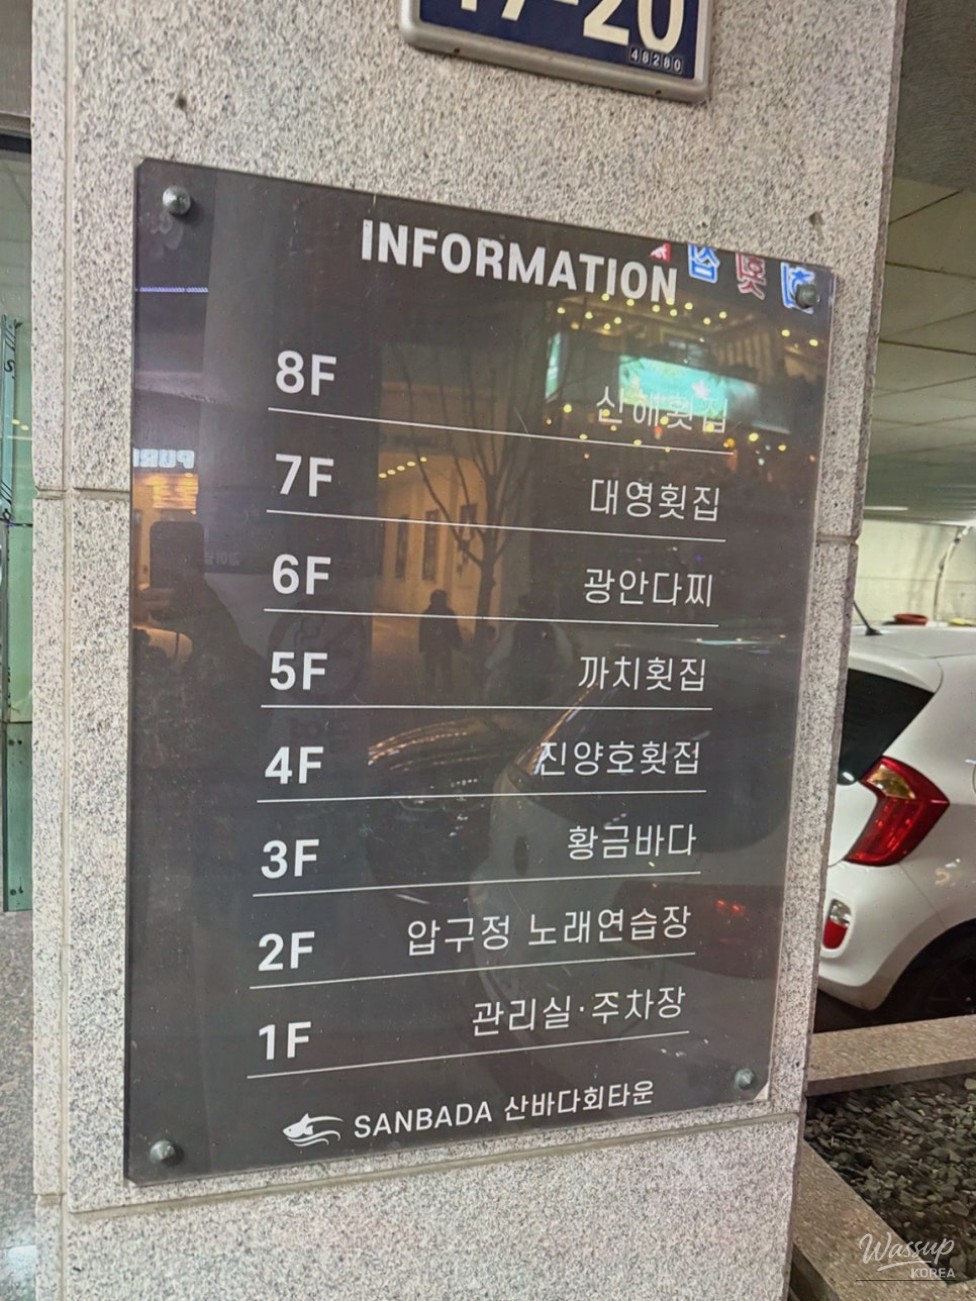 17-20
48280
INFORMATION
8F 신해횟집
7F 대영횟집
6F 광안다찌
5F 까치횟집
4F 진양호횟집
3F 황금바다
2F 압구정 노래연습장
1F 관리실·주차장
SANBADA 산바다회타운
Wassup
KOREA